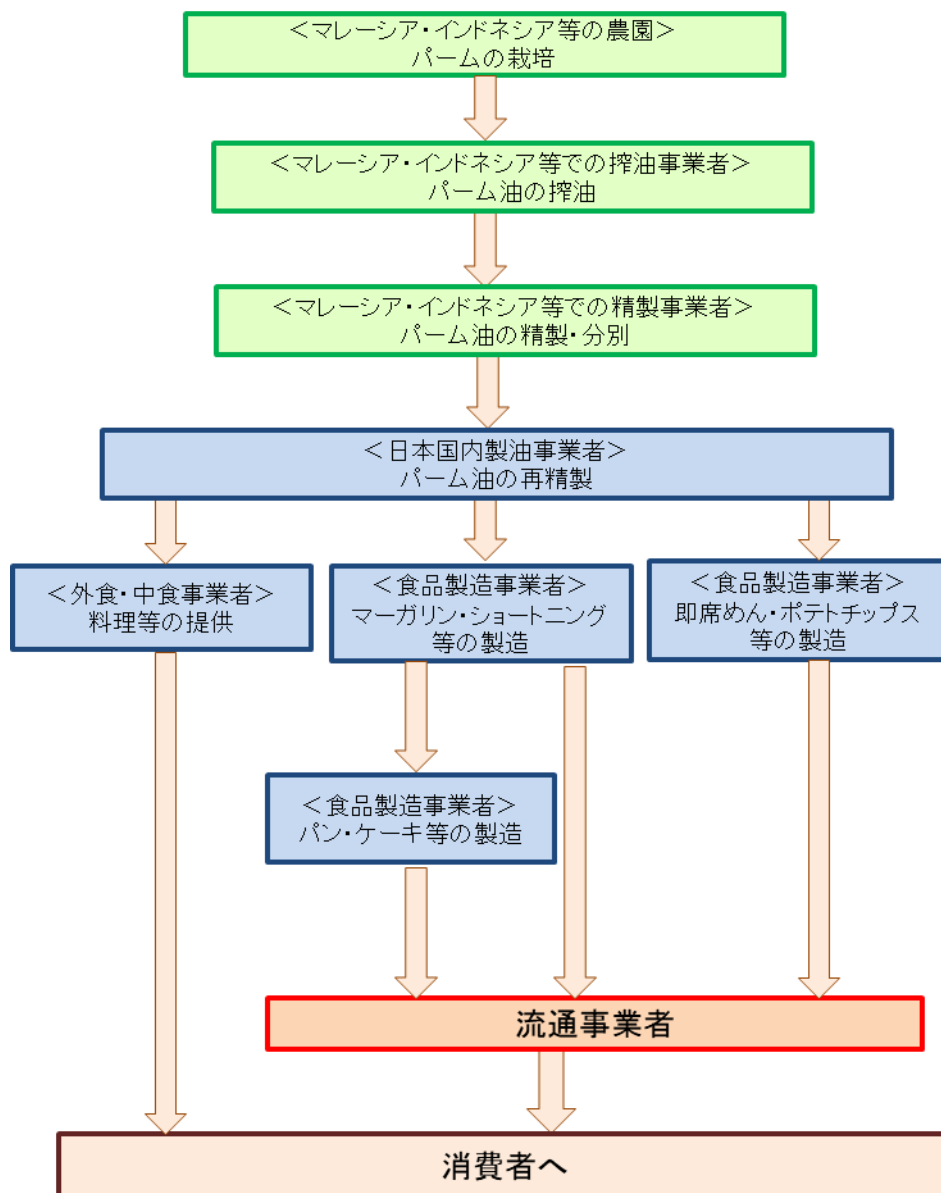 ＜マレーシア・インドネシア等の農園＞
パームの栽培
＜マレーシア・インドネシア等での搾油事業者＞
パーム油の搾油
＜マレーシア・インドネシア等での精製事業者＞
パーム油の精製・分別
＜日本国内製油事業者＞
パーム油の再精製
＜外食・中食事業者＞
料理等の提供
＜食品製造事業者＞
マーガリン・ショートニング
等の製造
＜食品製造事業者＞
即席めん・ポテトチップス
等の製造
＜食品製造事業者＞
パン・ケーキ等の製造
流通事業者
消費者へ